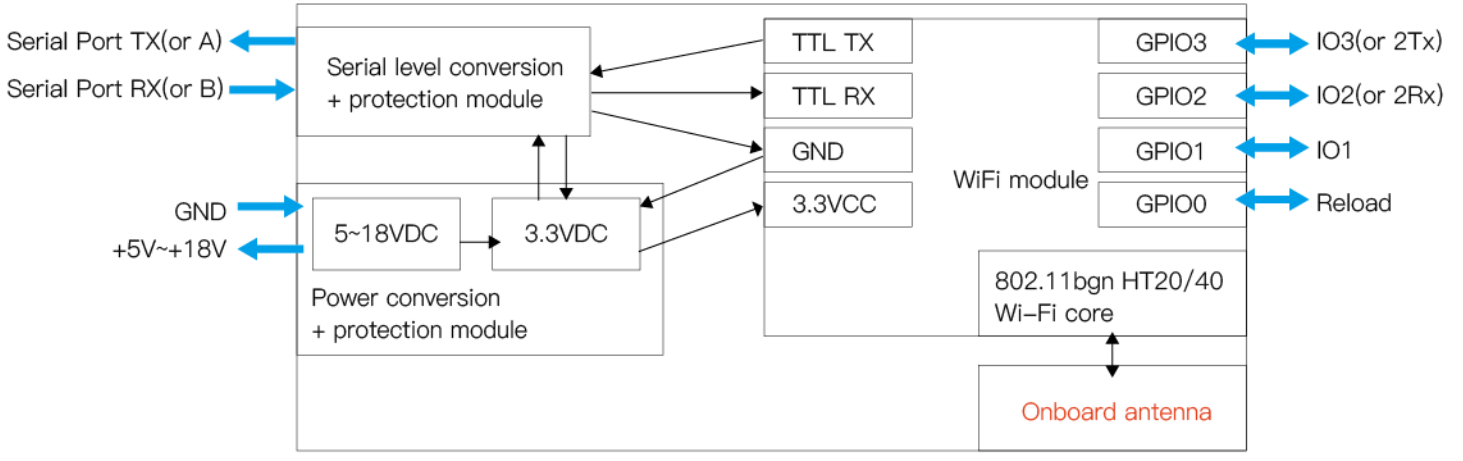 Serial Port TX(or A)
Serial Port RX(or B)
GND
+5V~+18V
Serial level conversion
+ protection module
5~18VDC
3.3VDC
Power conversion
+ protection module
TTL TX
TTL RX
GND
3.3VCC
WiFi module
GPIO3
GPIO2
GPIO1
GPIO0
IO3(or 2Tx)
IO2(or 2Rx)
IO1
Reload
802.11bgn HT20/40
Wi-Fi core
Onboard antenna